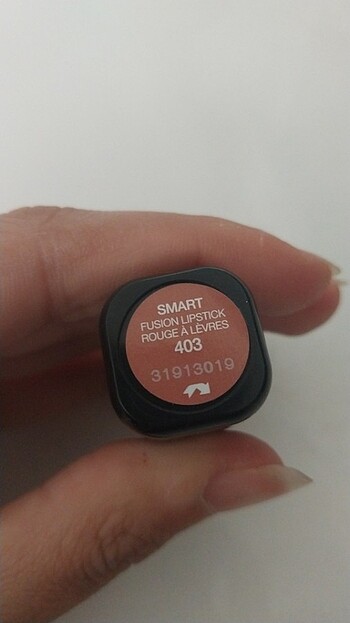 SMART
FUSION LIPSTICK
ROUGE À LÈVRES
403
31913019